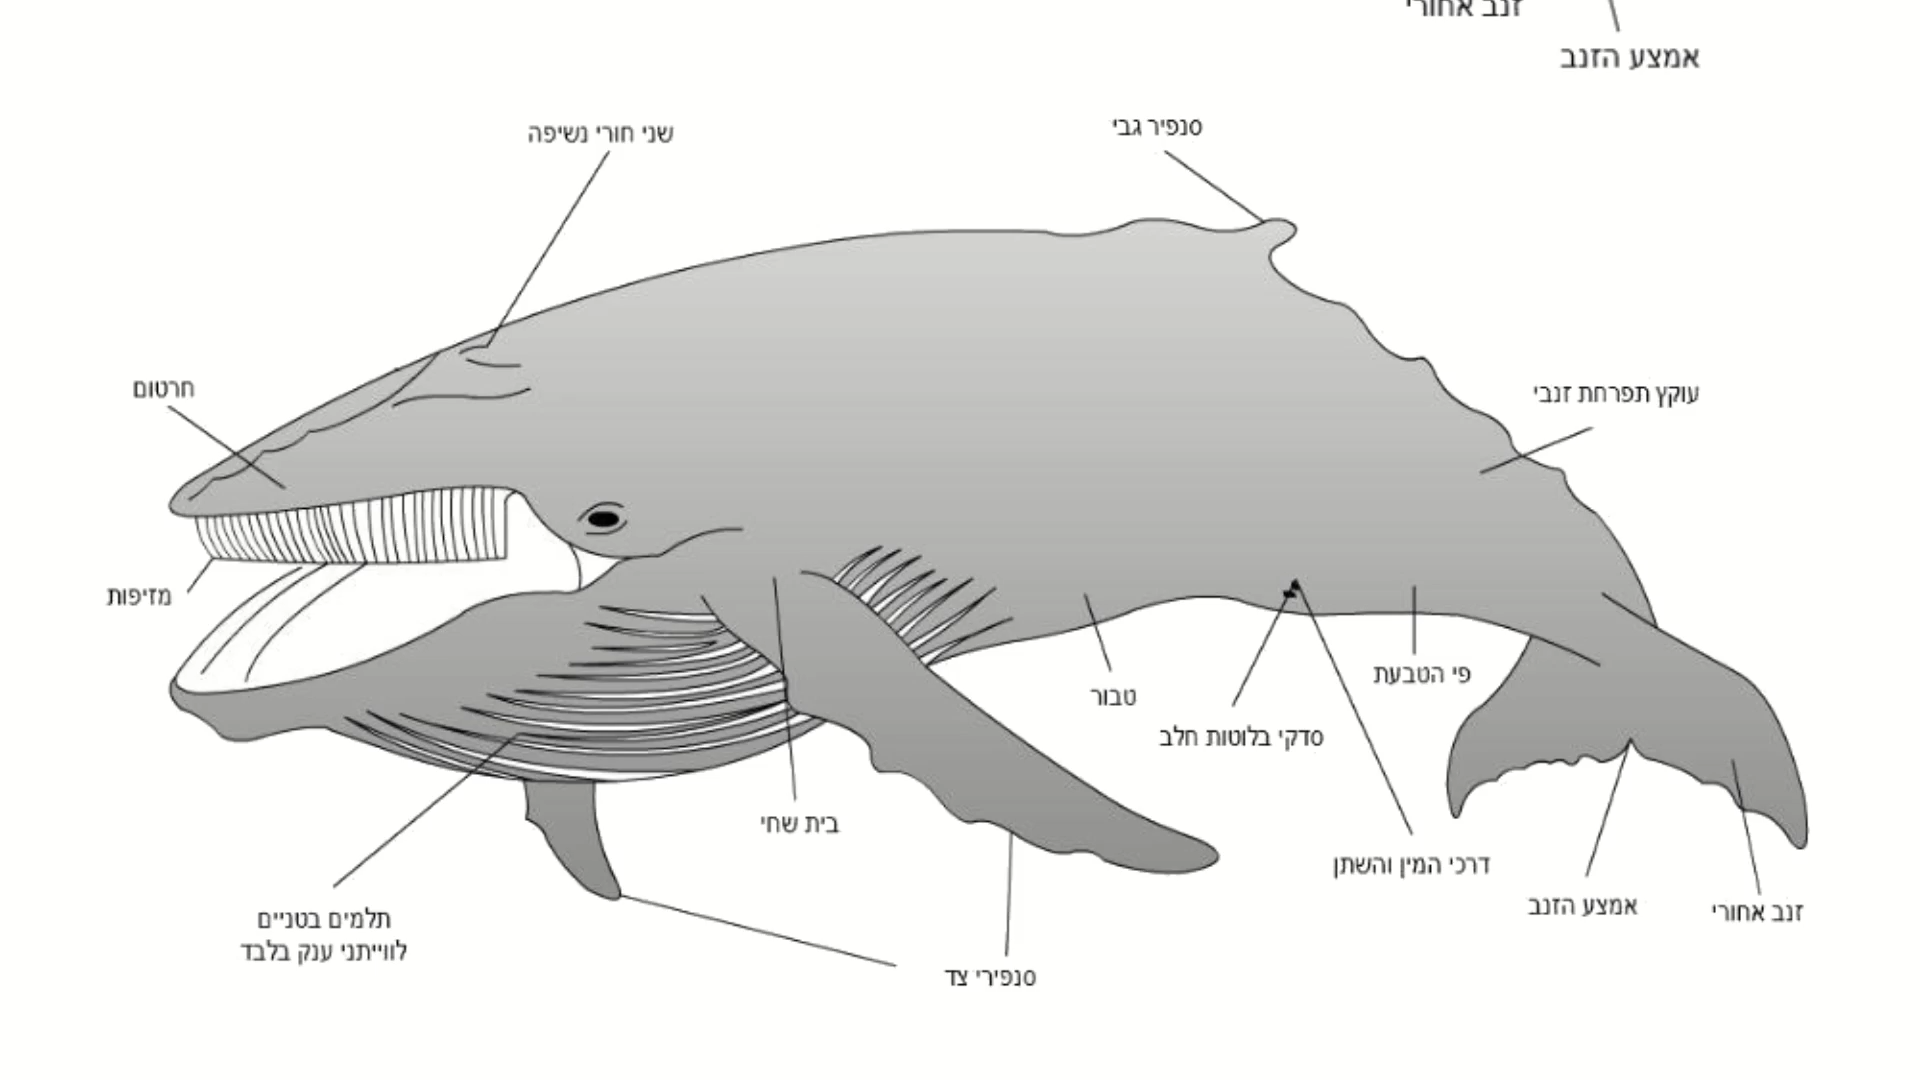 זנב אחורי
אמצע הזנב
סנפיר גבי
שני חורי נשיפה
חרטום
עוקץ תפרחת זנבי
מזיפות
פי הטבעת
טבור
סדקי בלוטות חלב
בית שחי
דרכי המין והשתן
אמצע הזנב
זנב אחורי
תלמים בטניים
לווייתני ענק בלבד
סנפירי צד